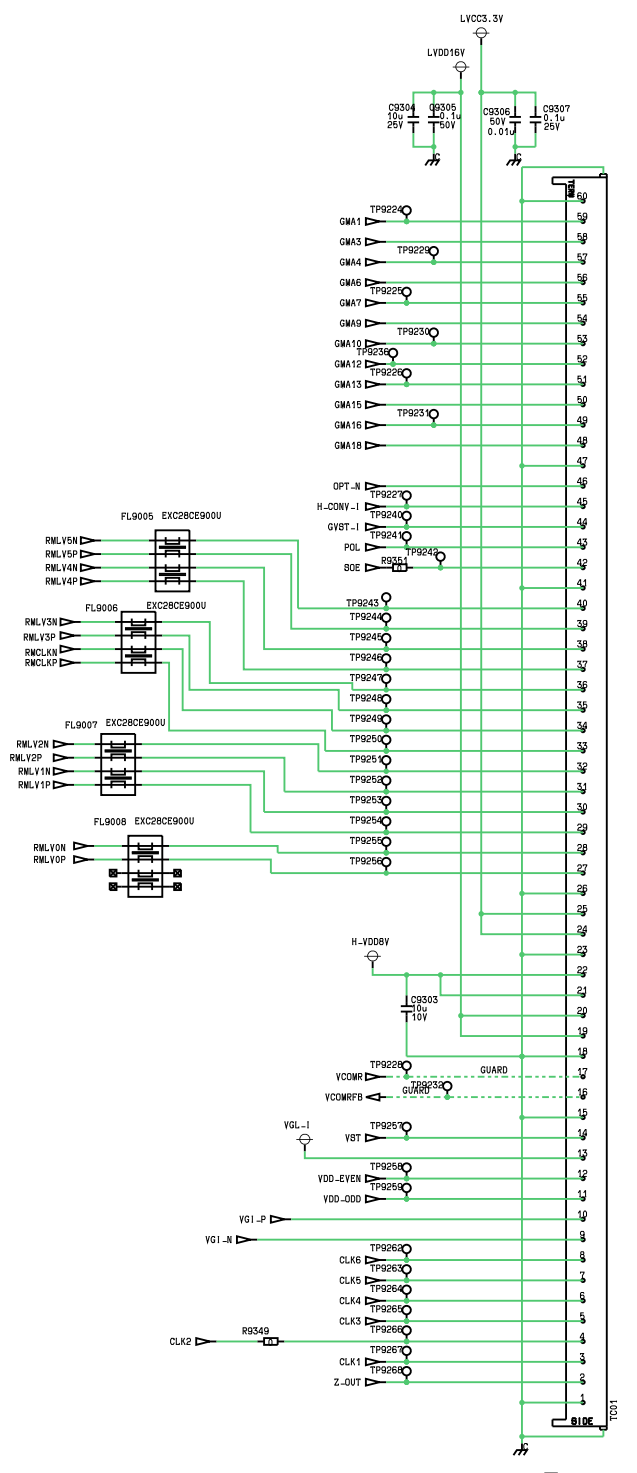 LVCC3.3V
LVDD16V
C9304
10u
25V
C9305
0.1u
50V
C9306
50V
0.01u
C9307
0.1u
25V
TERM
60
TP9224
GMA1 59
GMA3 58
TP9229
GMA4 57
GMA6 56
TP9225
GMA7 55
GMA9 54
TP9230
GMA10 53
TP9236
GMA12 52
TP9226
GMA13 51
GMA15 50
TP9231
GMA16 49
GMA18 48
47
OPT-N 46
TP9227
H-CONV-I 45
TP9240
GVST-I 44
TP9241
POL 43
TP9242
SOE R9351 0 42
41
FL9005 EXC28CE900U
RMLV5N
RMLV5P
RMLV4N
RMLV4P
FL9006 EXC28CE900U
RMLV3N
RMLV3P
RMCLKN
RMCLKP
FL9007 EXC28CE900U
RMLV2N
RMLV2P
RMLV1N
RMLV1P
FL9008 EXC28CE900U
RMLV0N
RMLV0P
TP9243 40
TP9244 39
TP9245 38
TP9246 37
TP9247 36
TP9248 35
TP9249 34
TP9250 33
TP9251 32
TP9252 31
TP9253 30
TP9254 29
TP9255 28
TP9256 27
26
25
24
23
H-VDD8V
22
21
C9303
10u
10V
20
19
18
TP9228
VCOMR GUARD 17
TP9232
VCOMRFB GUARD 16
15
TP9257
VST 14
VGL-I
13
TP9258
VDD-EVEN 12
TP9259
VDD-ODD 11
VGI-P 10
VGI-N 9
TP9262
CLK6 8
TP9263
CLK5 7
TP9264
CLK4 6
TP9265
CLK3 5
TP9266
CLK2 R9349 0 4
TP9267
CLK1 3
TP9268
Z-OUT 2
1
SIDE
TC01